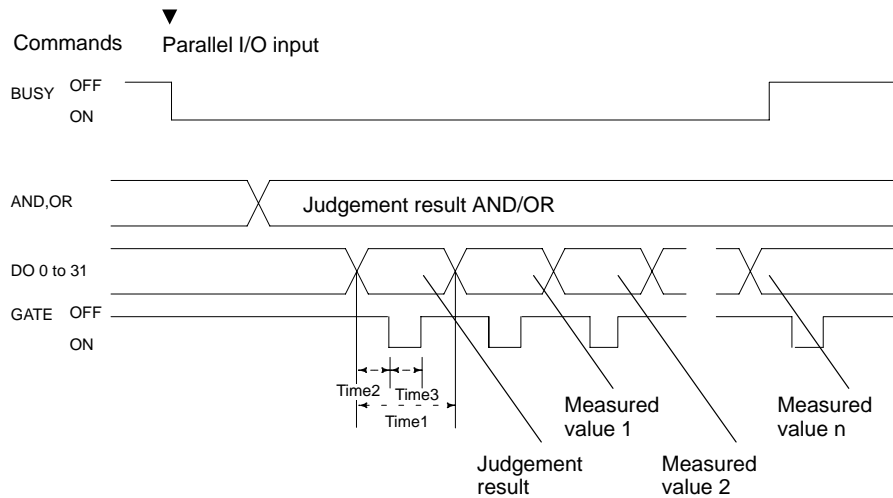 Commands Parallel I/O input
BUSY OFF
ON
AND,OR Judgement result AND/OR
DO 0 to 31
GATE OFF
ON
Time2 Time3
Time1
Measured
value 1
Measured
value n
Judgement
result
Measured
value 2